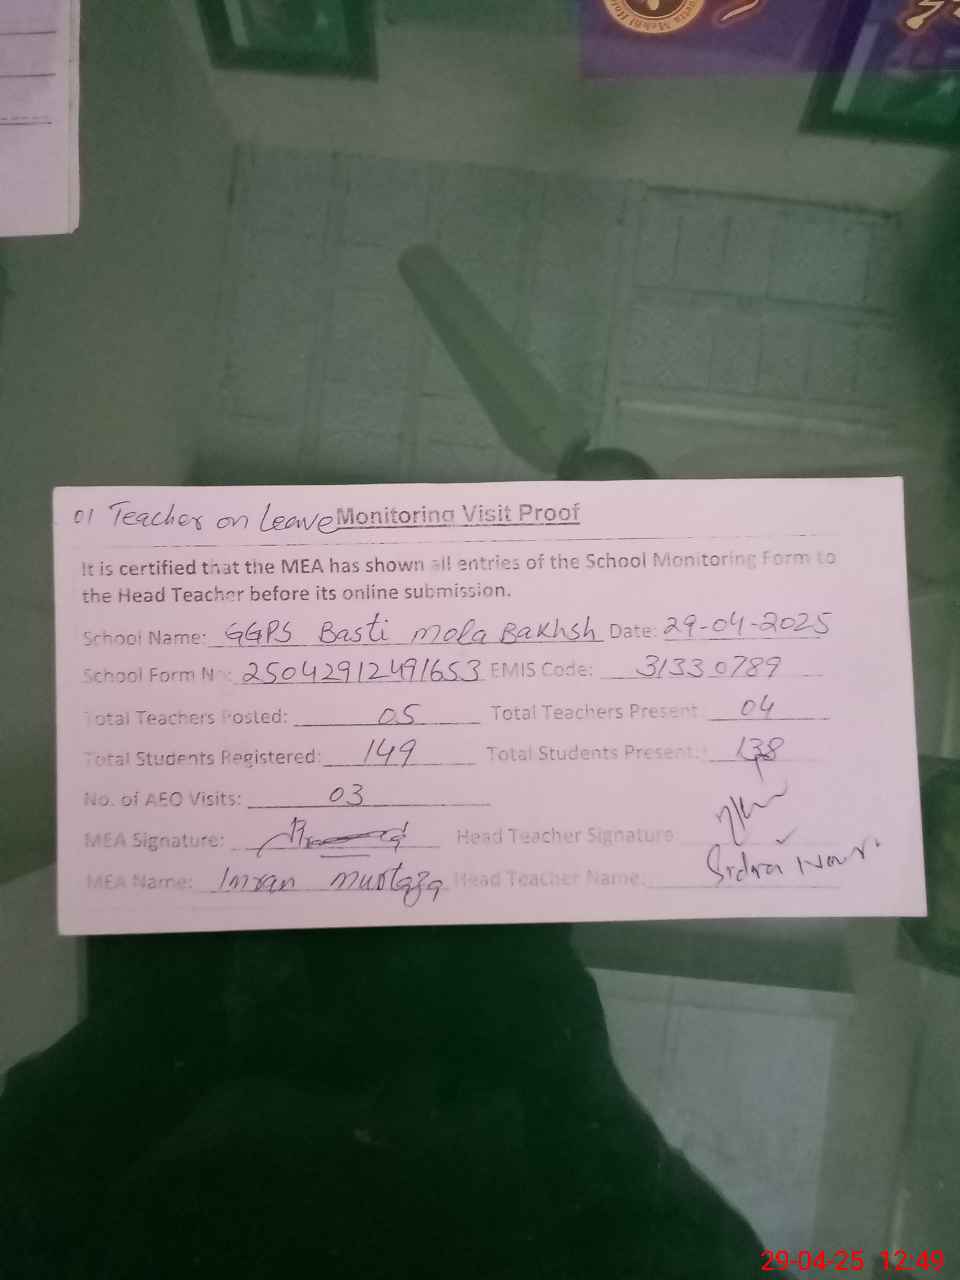 01 Teacher on Leave Monitoring Visit Proof
It is certified that the MEA has shown all entries of the School Monitoring Form to
the Head Teacher before its online submission.
School Name: GGPS Basti Mola Bakhsh Date: 29-04-2025
School Form No: 25042912491653 EMIS Code: 31330789
Total Teachers Posted: 05 Total Teachers Present: 04
Total Students Registered: 149 Total Students Present: 138
No. of AEO Visits: 03
MEA Signature: Head Teacher Signature
MEA Name: Imran Murtaza Head Teacher Name: Sidra
29-04-25 12:49